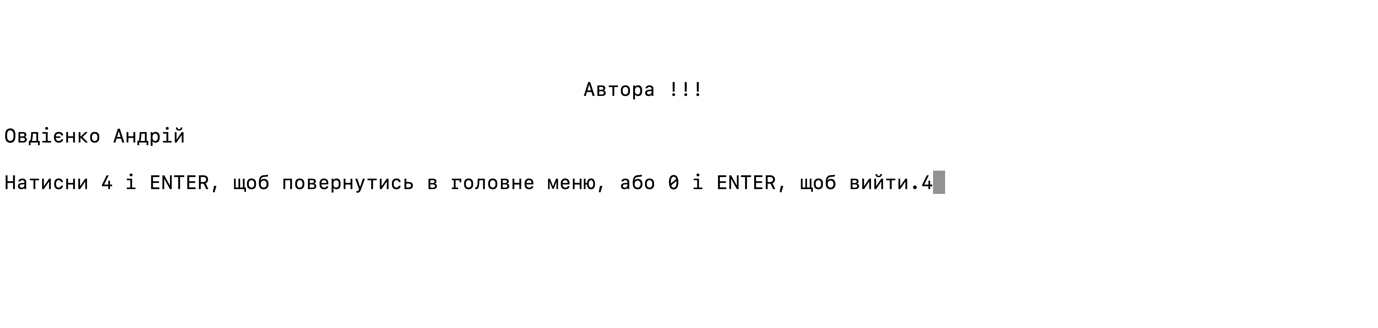 Автора !!!
Овдієнко Андрій
Натисни 4 і ENTER, щоб повернутись в головне меню, або 0 і ENTER, щоб вийти.4